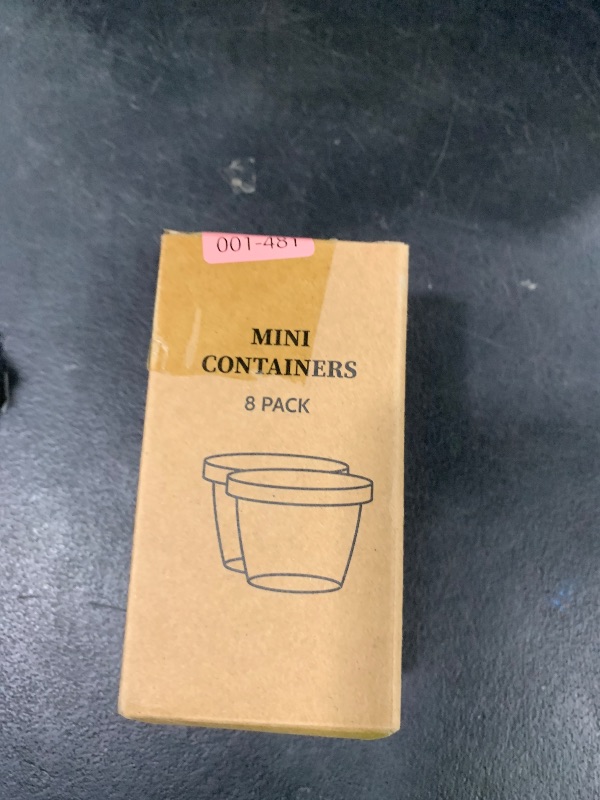 001-481
MINI
CONTAINERS
8 PACK